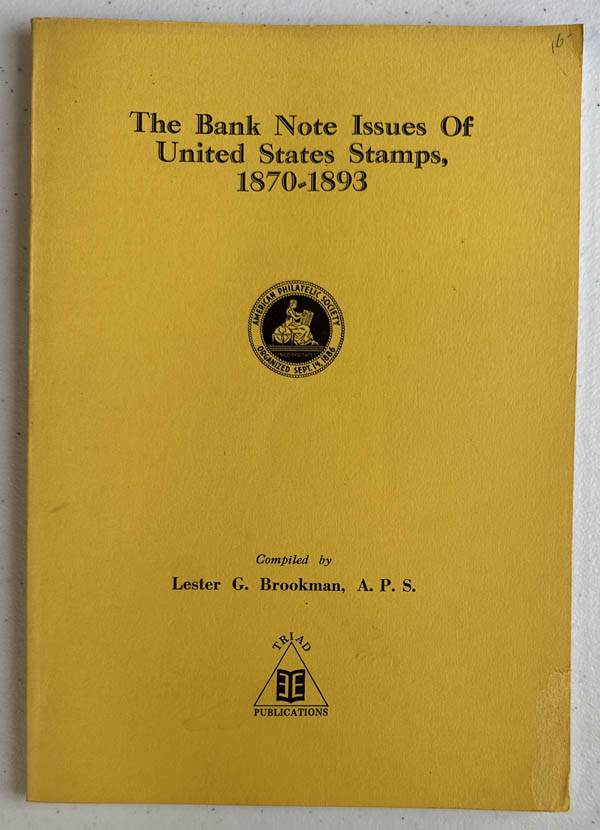 16-
The Bank Note Issues Of
United States Stamps,
1870-1893
AMERICAN PHILATELIC SOCIETY
INCORPORATED
ORGANIZED SEPT. 14, 1886
Compiled by
Lester G. Brookman, A. P. S.
TRIAD
PUBLICATIONS